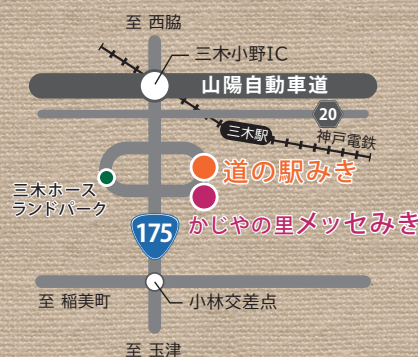 至 西脇
三木小野IC
山陽自動車道
20
三木駅
神戸電鉄
道の駅みき
三木ホース
ランドパーク
かじやの里メッセみき
175
至 稲美町
小林交差点
至 玉津